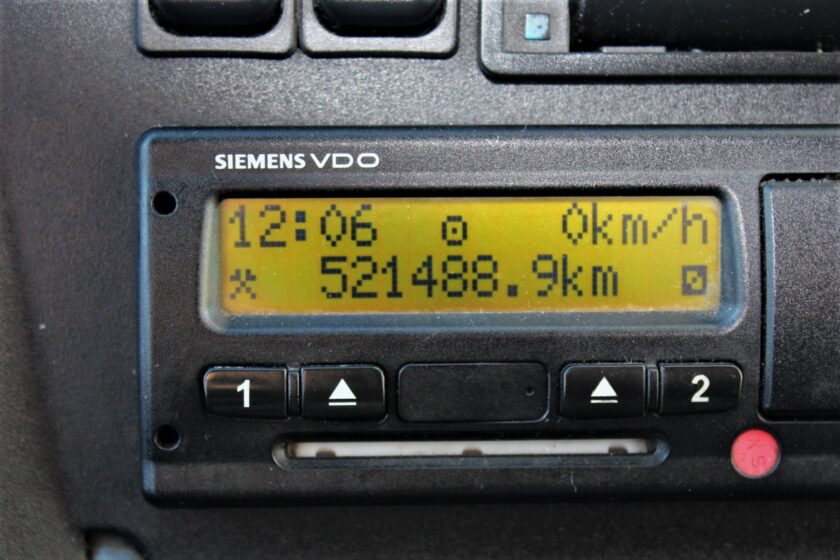 SIEMENS VDO
12:06 0km/h
521488.9km
1 2